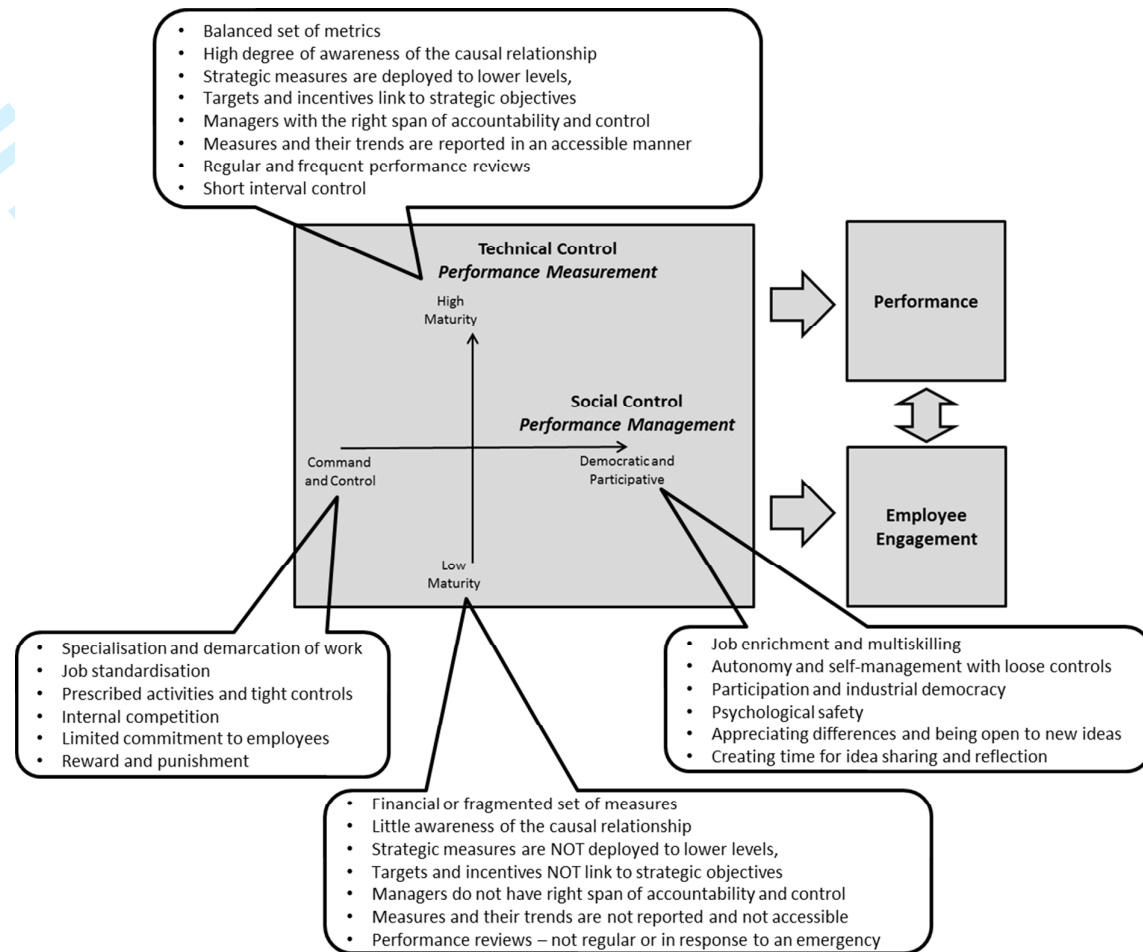 • Balanced set of metrics
• High degree of awareness of the causal relationship
• Strategic measures are deployed to lower levels,
• Targets and incentives link to strategic objectives
• Managers with the right span of accountability and control
• Measures and their trends are reported in an accessible manner
• Regular and frequent performance reviews
• Short interval control
Technical Control
Performance Measurement
High
Maturity
Social Control
Performance Management
Command
and Control
Democratic and
Participative
Low
Maturity
Performance
Employee
Engagement
• Specialisation and demarcation of work
• Job standardisation
• Prescribed activities and tight controls
• Internal competition
• Limited commitment to employees
• Reward and punishment
• Job enrichment and multiskilling
• Autonomy and self-management with loose controls
• Participation and industrial democracy
• Psychological safety
• Appreciating differences and being open to new ideas
• Creating time for idea sharing and reflection
• Financial or fragmented set of measures
• Little awareness of the causal relationship
• Strategic measures are NOT deployed to lower levels,
• Targets and incentives NOT link to strategic objectives
• Managers do not have right span of accountability and control
• Measures and their trends are not reported and not accessible
• Performance reviews – not regular or in response to an emergency